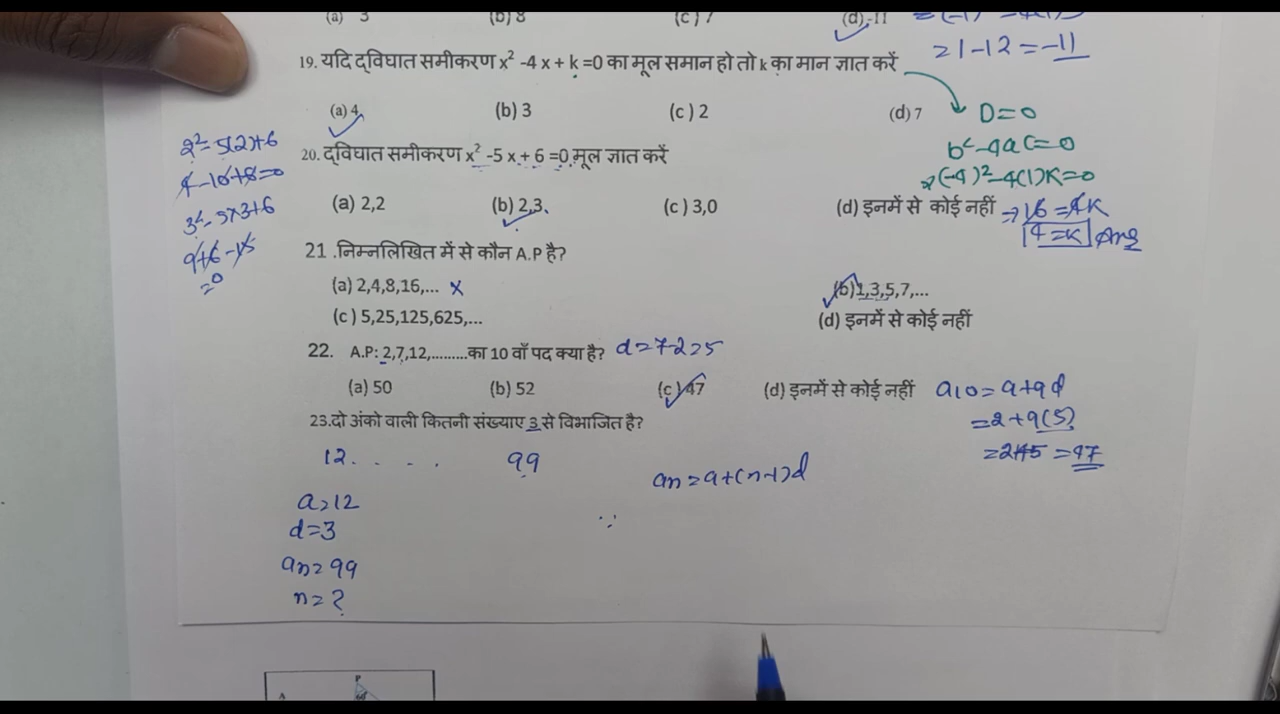 (a) 3 (b) 8 (c) 7 (d) -11
=1-12=-11
19. यदि द्विघात समीकरण x² -4 x + k =0 का मूल समान हो तो k का मान ज्ञात करें
(a) 4 (b) 3 (c) 2 (d) 7
D=0
b²-4ac=0
(-4)²-4(1)K=0
⇒16=4K
4=K Ans
2²-5(2)+6
4-10+6=0
3²-5×3+6
9+6-15
=0
20. द्विघात समीकरण x² -5 x + 6 =0 मूल ज्ञात करें
(a) 2,2 (b) 2,3 (c) 3,0 (d) इनमें से कोई नहीं
21 .निम्नलिखित में से कौन A.P है?
(a) 2,4,8,16,... x (b) 1,3,5,7,...
(c) 5,25,125,625,... (d) इनमें से कोई नहीं
22. A.P: 2,7,12,.........का 10 वाँ पद क्या है? d=7-2=5
(a) 50 (b) 52 (c) 47 (d) इनमें से कोई नहीं
a10=a+9d
=2+9(5)
=2+45=47
23.दो अंको वाली कितनी संख्याए 3 से विभाजित है?
12. . . . 99
an=a+(n-1)d
a=12
d=3
an=99
n=?
∵
P
A